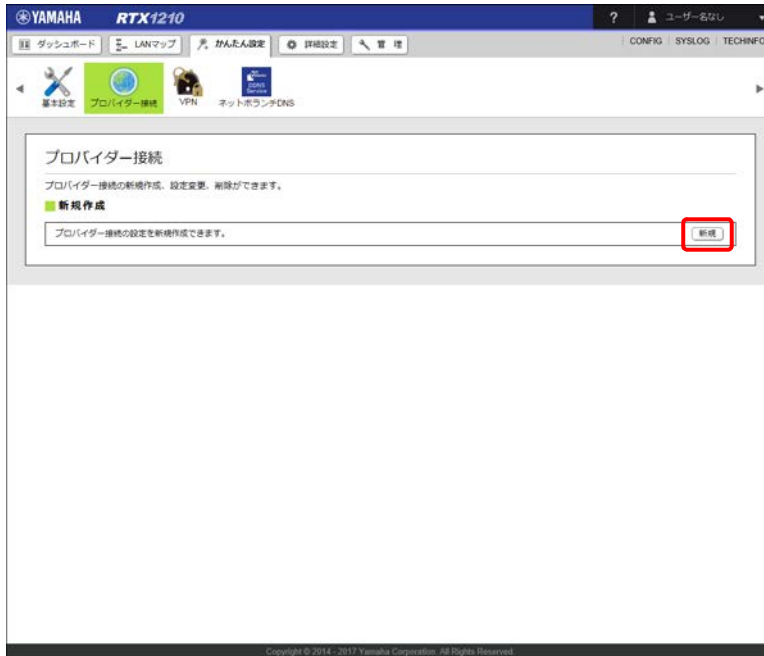 YAMAHA RTX1210 ? ユーザー名なし
ダッシュボード LANマップ かんたん設定 詳細設定 管理 CONFIG SYSLOG TECHINFO
基本設定 プロバイダー接続 VPN ネットボランチDNS
プロバイダー接続
プロバイダー接続の新規作成、設定変更、削除ができます。
新規作成
プロバイダー接続の設定を新規作成できます。 新規
Copyright © 2014 - 2017 Yamaha Corporation. All Rights Reserved.